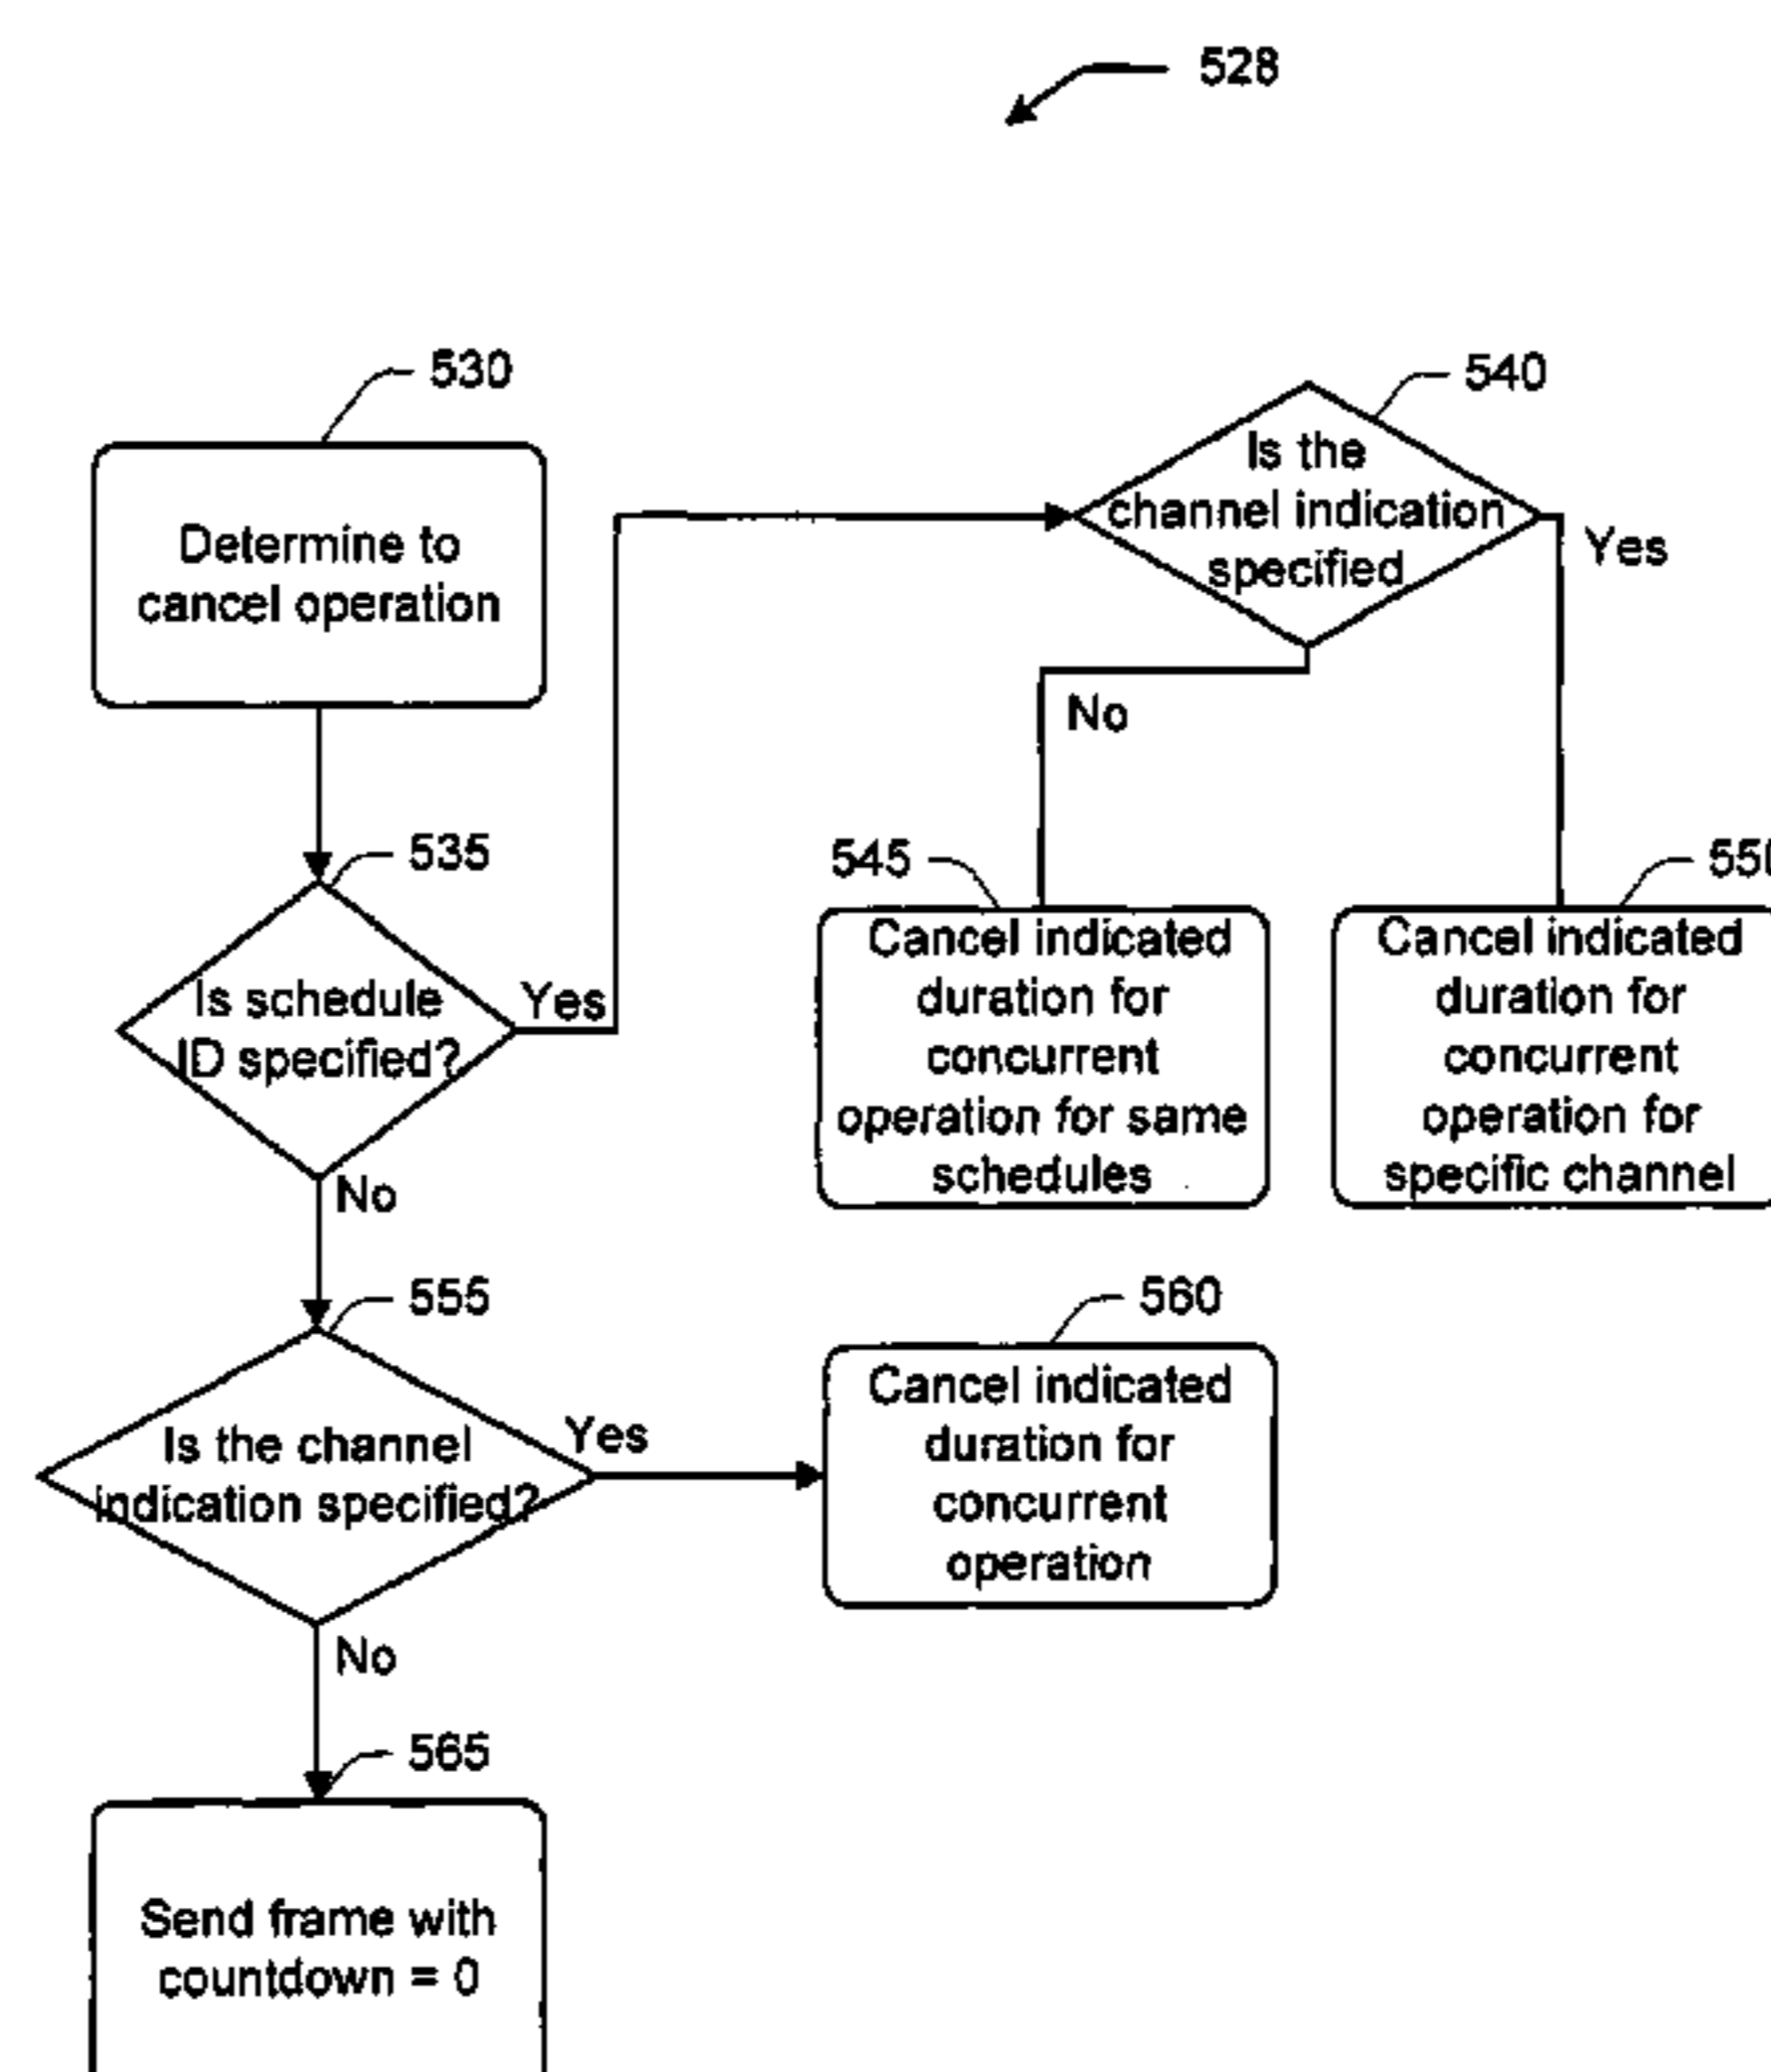 528
530
Determine to
cancel operation
540
Is the
channel indication
specified
Yes
No
535
Is schedule
ID specified?
Yes
No
545
Cancel indicated
duration for
concurrent
operation for same
schedules
550
Cancel indicated
duration for
concurrent
operation for
specific channel
555
Is the channel
indication specified?
Yes
No
560
Cancel indicated
duration for
concurrent
operation
565
Send frame with
countdown = 0